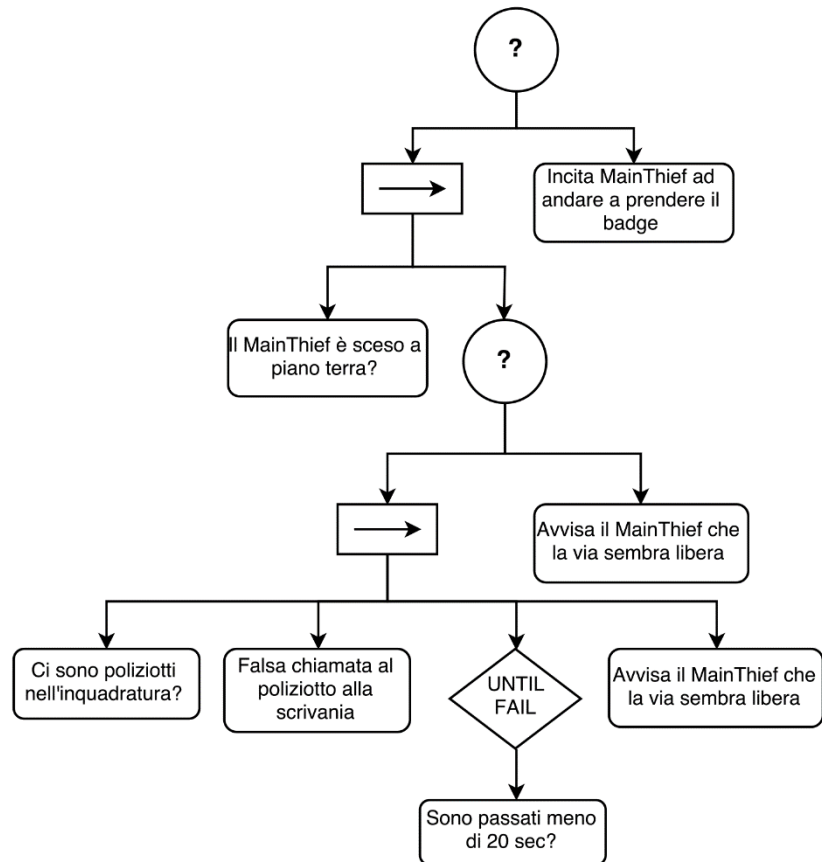 ?
Incita MainThief ad
andare a prendere il
badge
Il MainThief è sceso a
piano terra?
?
Avvisa il MainThief che
la via sembra libera
Ci sono poliziotti
nell'inquadratura?
Falsa chiamata al
poliziotto alla
scrivania
UNTIL
FAIL
Avvisa il MainThief che
la via sembra libera
Sono passati meno
di 20 sec?